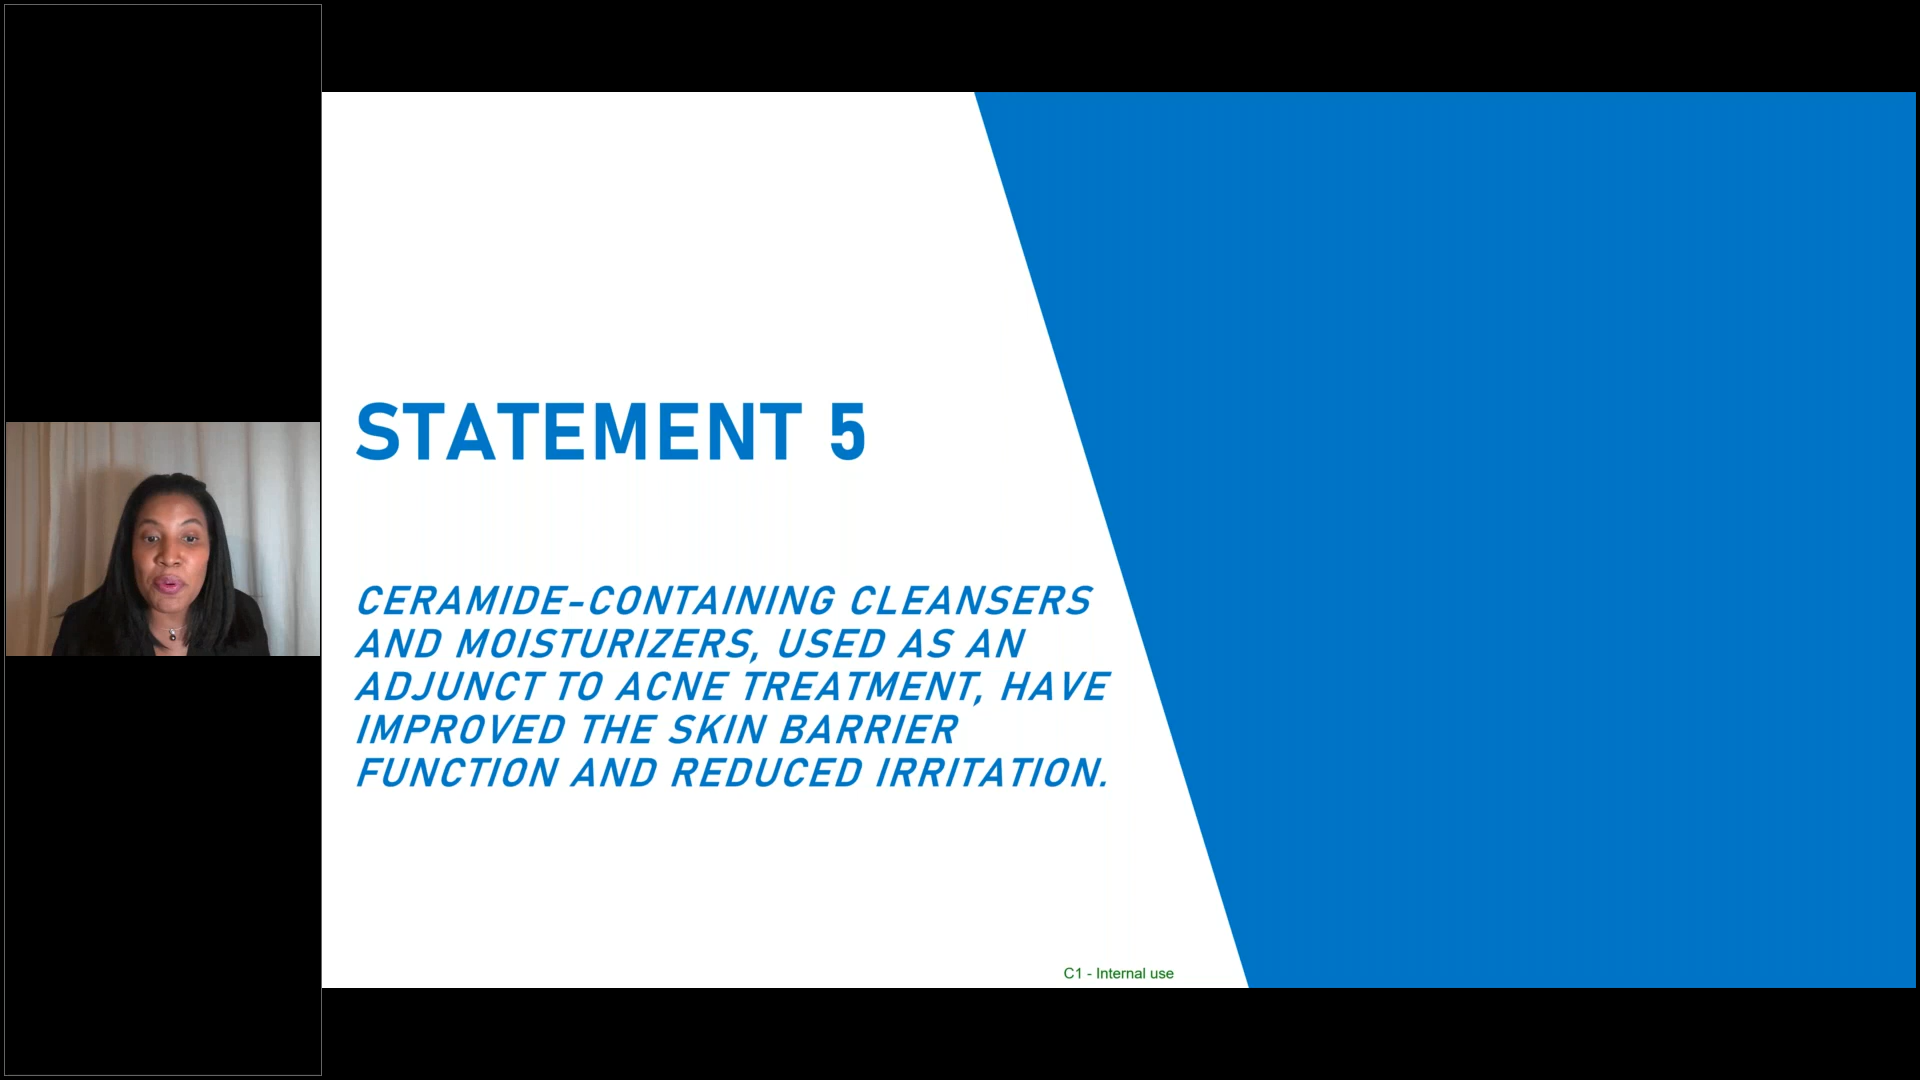 STATEMENT 5
CERAMIDE-CONTAINING CLEANSERS
AND MOISTURIZERS, USED AS AN
ADJUNCT TO ACNE TREATMENT, HAVE
IMPROVED THE SKIN BARRIER
FUNCTION AND REDUCED IRRITATION.
C1 - Internal use